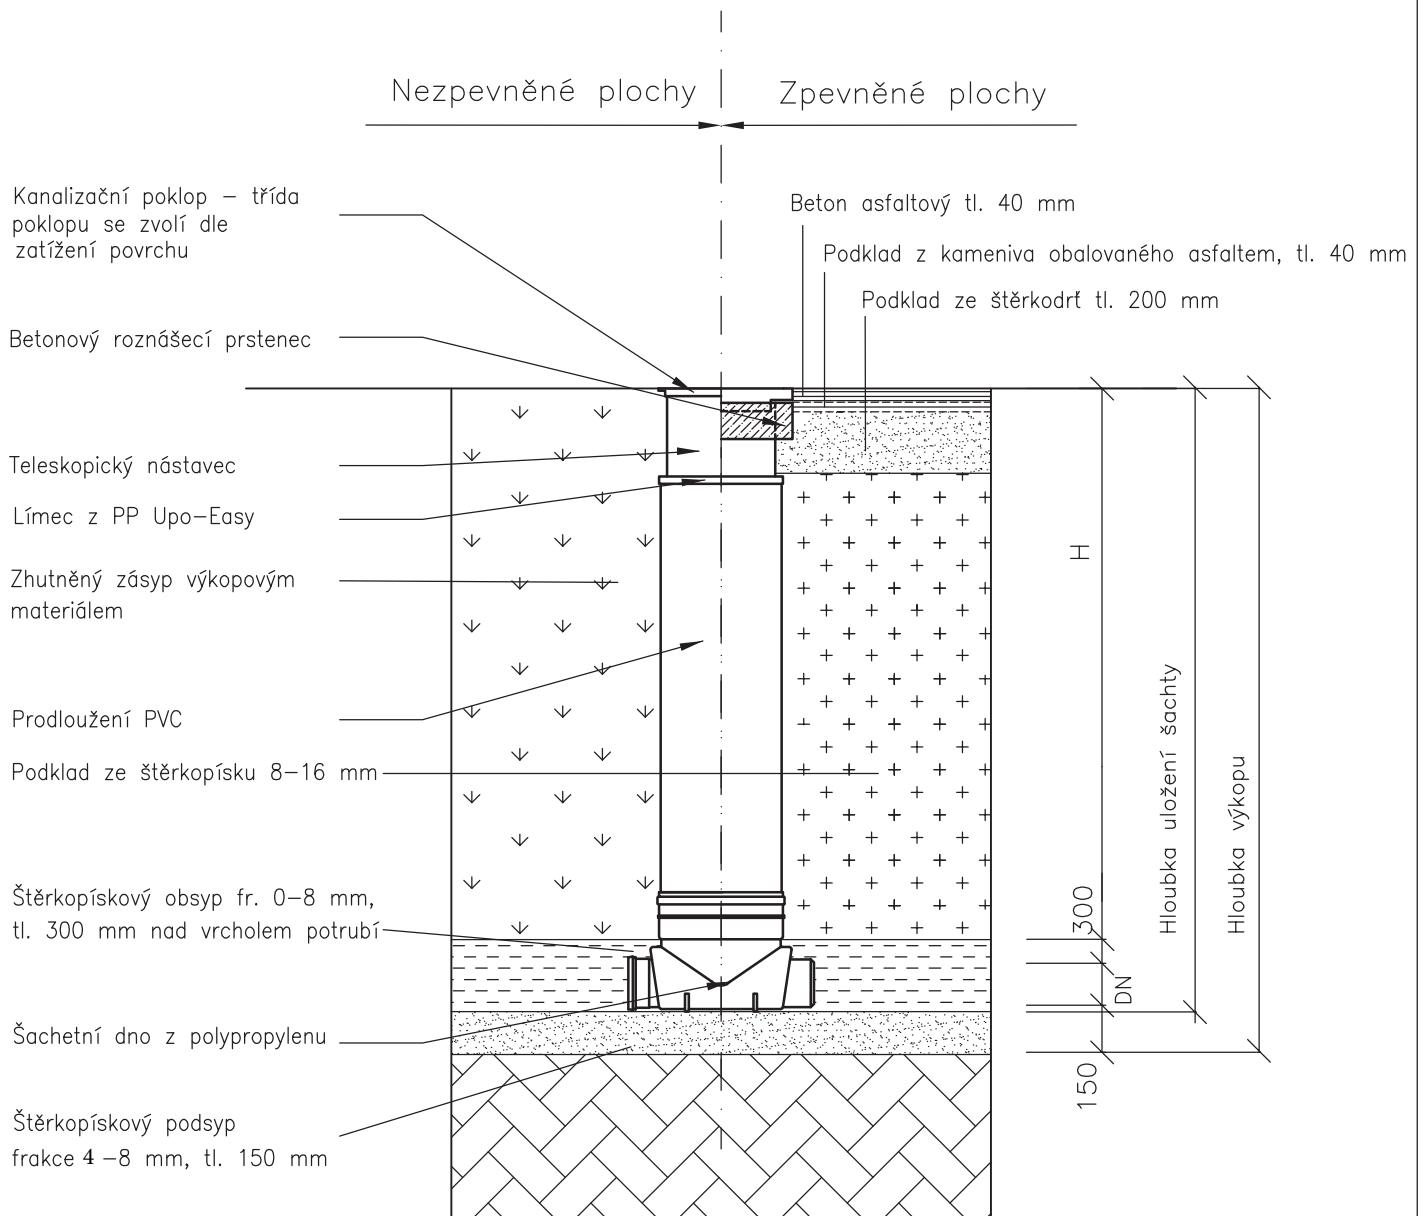 Nezpevněné plochy
Zpevněné plochy
Kanalizační poklop – třída
poklopu se zvolí dle
zatížení povrchu
Beton asfaltový tl. 40 mm
Podklad z kameniva obalovaného asfaltem, tl. 40 mm
Podklad ze štěrkodrť tl. 200 mm
Betonový roznášecí prstenec
Teleskopický nástavec
Límec z PP Upo–Easy
Zhutněný zásyp výkopovým
materiálem
Prodloužení PVC
Podklad ze štěrkopísku 8–16 mm
Štěrkopískový obsyp fr. 0–8 mm,
tl. 300 mm nad vrcholem potrubí
Šachetní dno z polypropylenu
Štěrkopískový podsyp
frakce 4 –8 mm, tl. 150 mm
H
300
DN
150
Hloubka uložení šachty
Hloubka výkopu